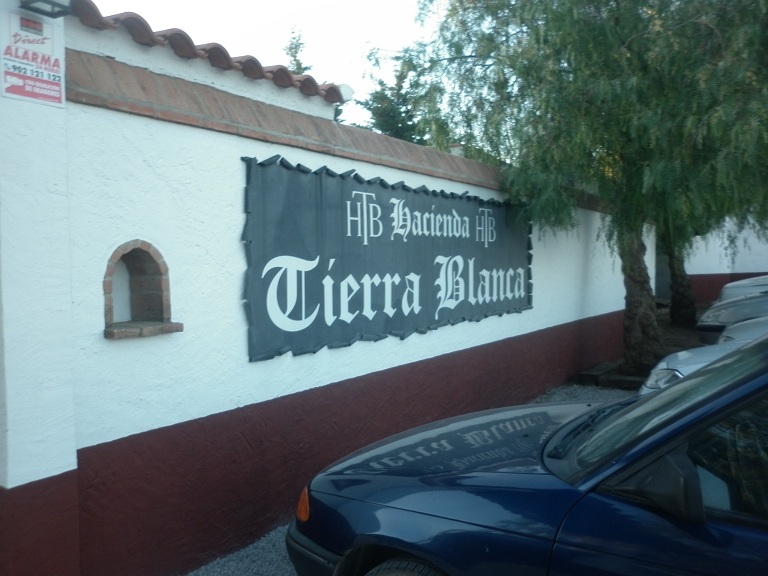 Direct
ALARMA
902 121 122
HTB Hacienda HTB
Tierra Blanca